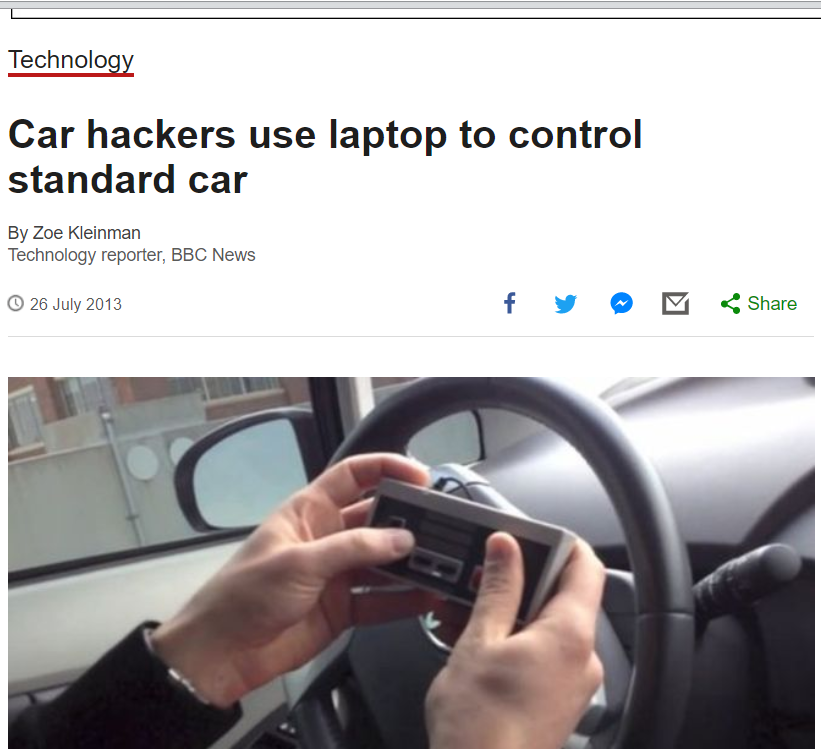 Technology
Car hackers use laptop to control
standard car
By Zoe Kleinman
Technology reporter, BBC News
26 July 2013
Share